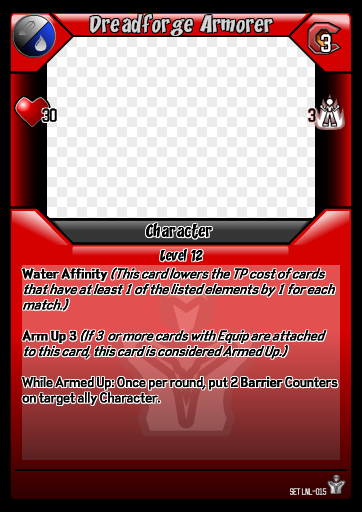 Dreadforge Armorer
3
30
3
Character
Level 12
Water Affinity (This card lowers the TP cost of cards
that have at least 1 of the listed elements by 1 for each
match.)
Arm Up 3 (If 3 or more cards with Equip are attached
to this card, this card is considered Armed Up.)
While Armed Up: Once per round, put 2 Barrier Counters
on target ally Character.
SET LNL-015